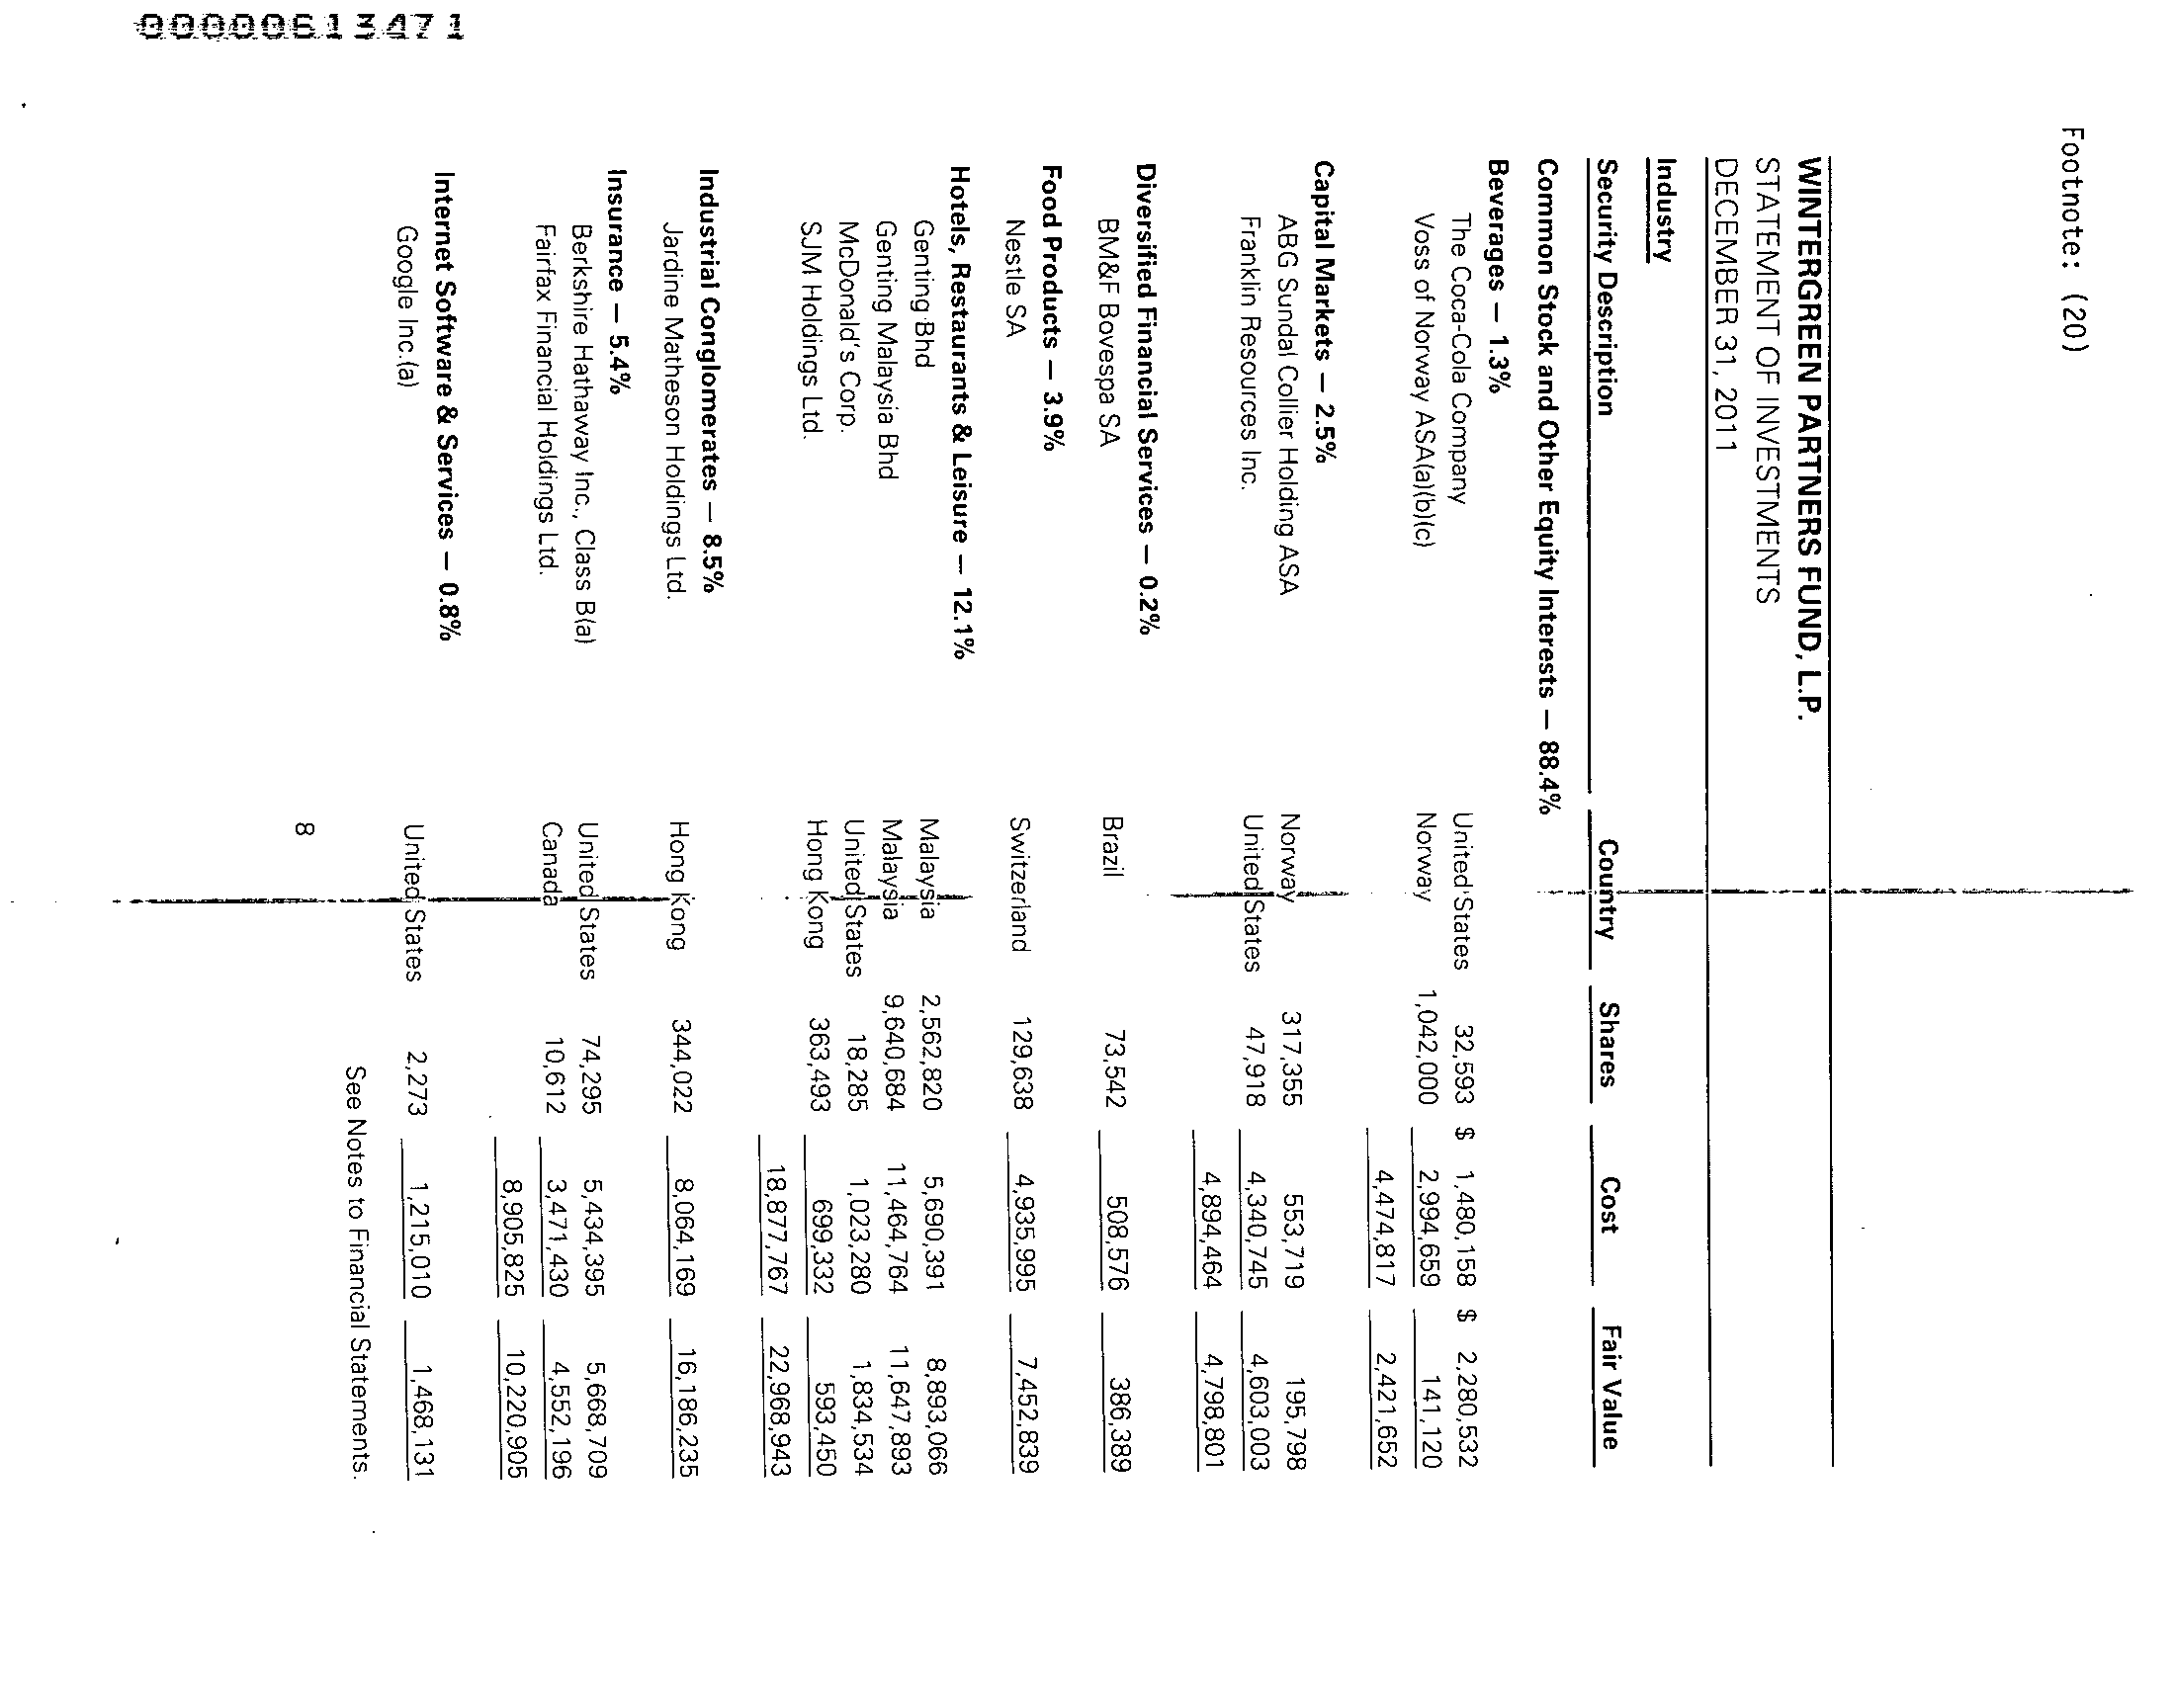 00000613471
Footnote: (20)
WINTERGREEN PARTNERS FUND, L.P.
STATEMENT OF INVESTMENTS
DECEMBER 31, 2011
Industry
Security Description Country Shares Cost Fair Value
Common Stock and Other Equity Interests — 88.4%
Beverages — 1.3%
The Coca-Cola Company United States 32,593 $ 1,480,158 $ 2,280,532
Voss of Norway ASA(a)(b)(c) Norway 1,042,000 2,994,659 141,120
4,474,817 2,421,652
Capital Markets — 2.5%
ABG Sundal Collier Holding ASA Norway 317,355 553,719 195,798
Franklin Resources Inc. United States 47,918 4,340,745 4,603,003
4,894,464 4,798,801
Diversified Financial Services — 0.2%
BM&F Bovespa SA Brazil 73,542 508,576 386,389
Food Products — 3.9%
Nestle SA Switzerland 129,638 4,935,995 7,452,839
Hotels, Restaurants & Leisure — 12.1%
Genting Bhd Malaysia 2,562,820 5,690,391 8,893,066
Genting Malaysia Bhd Malaysia 9,640,684 11,464,764 11,647,893
McDonald's Corp. United States 18,285 1,023,280 1,834,534
SJM Holdings Ltd. Hong Kong 363,493 699,332 593,450
18,877,767 22,968,943
Industrial Conglomerates — 8.5%
Jardine Matheson Holdings Ltd. Hong Kong 344,022 8,064,169 16,186,235
Insurance — 5.4%
Berkshire Hathaway Inc., Class B(a) United States 74,295 5,434,395 5,668,709
Fairfax Financial Holdings Ltd. Canada 10,612 3,471,430 4,552,196
8,905,825 10,220,905
Internet Software & Services — 0.8%
Google Inc.(a) United States 2,273 1,215,010 1,468,131
See Notes to Financial Statements.
8